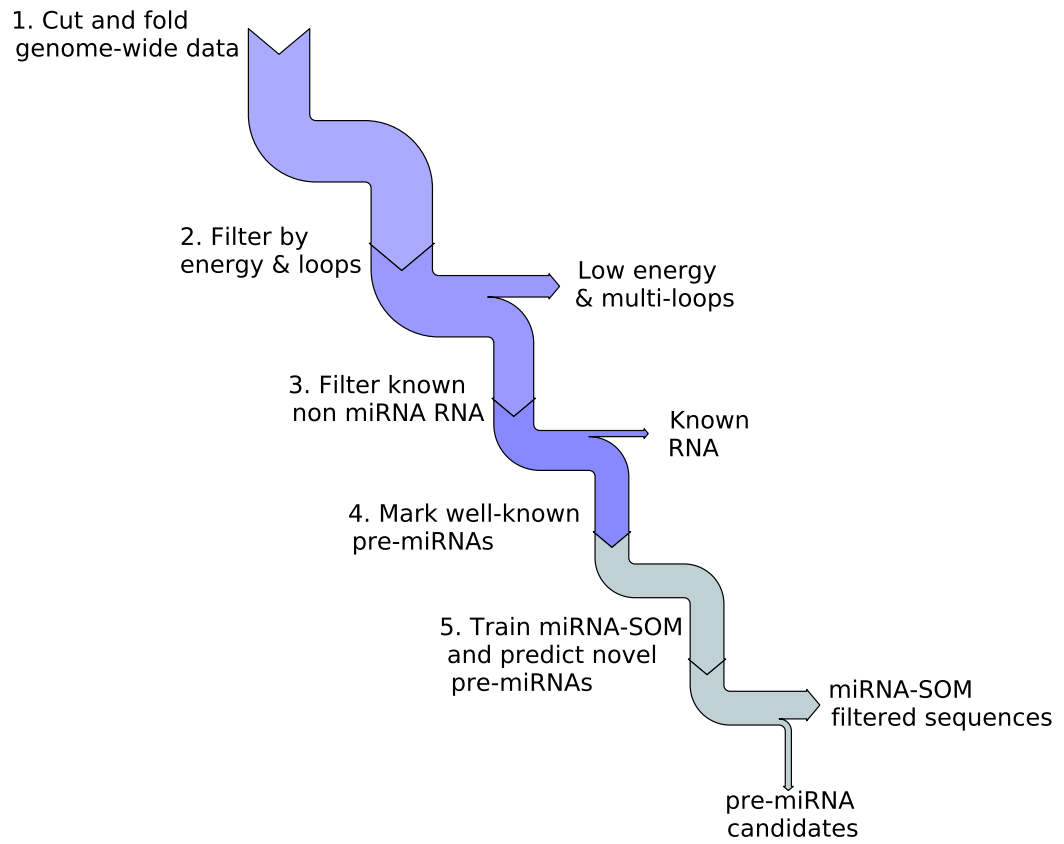 1. Cut and fold
genome-wide data
2. Filter by
energy & loops
Low energy
& multi-loops
3. Filter known
non miRNA RNA
Known
RNA
4. Mark well-known
pre-miRNAs
5. Train miRNA-SOM
and predict novel
pre-miRNAs
miRNA-SOM
filtered sequences
pre-miRNA
candidates